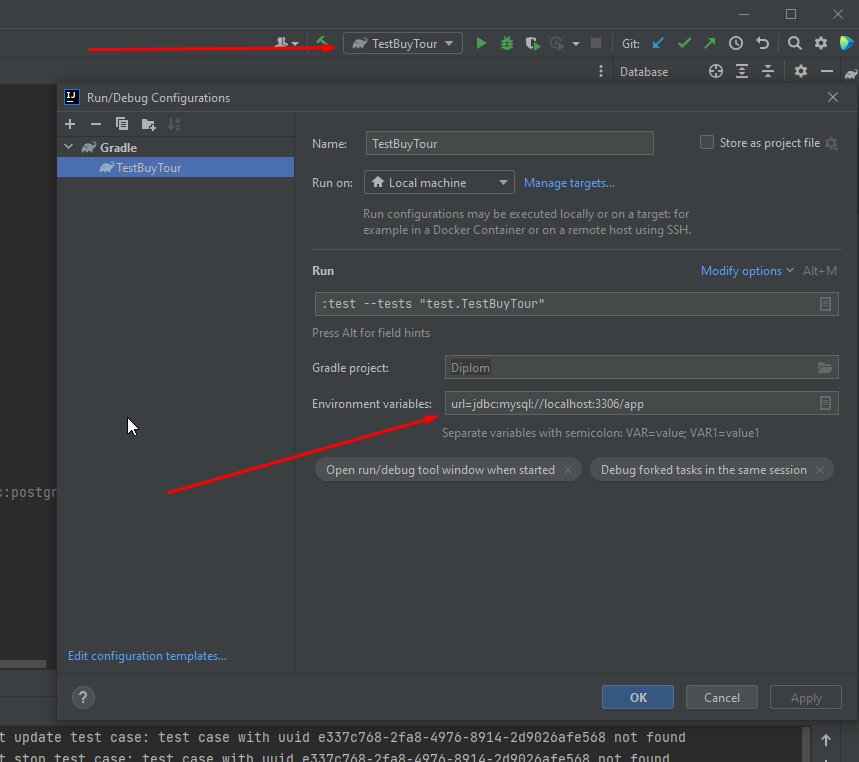 TestBuyTour
Git:
Database
IJ
Run/Debug Configurations
Gradle
TestBuyTour
Name:
TestBuyTour
Store as project file
Run on:
Local machine
Manage targets...
Run configurations may be executed locally or on a target: for
example in a Docker Container or on a remote host using SSH.
Run
Modify options
Alt+M
:test --tests "test.TestBuyTour"
Press Alt for field hints
Gradle project:
Diplom
Environment variables:
url=jdbc:mysql://localhost:3306/app
Separate variables with semicolon: VAR=value; VAR1=value1
Open run/debug tool window when started
Debug forked tasks in the same session
c:postgr
Edit configuration templates...
?
OK
Cancel
Apply
t update test case: test case with uuid e337c768-2fa8-4976-8914-2d9026afe568 not found
t stop test case: test case with uuid e337c768-2fa8-4976-8914-2d9026afe568 not found